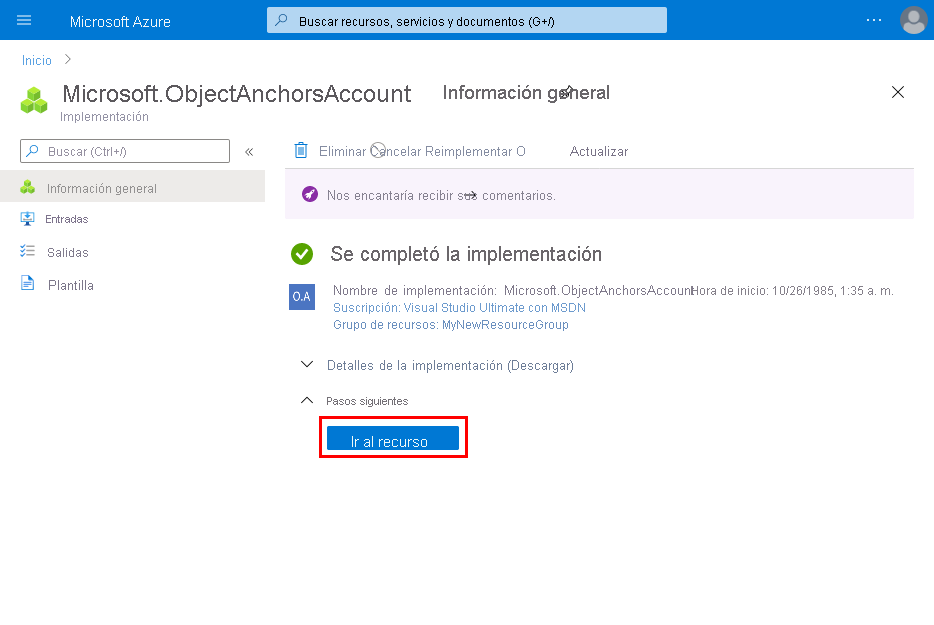 Microsoft Azure
Buscar recursos, servicios y documentos (G+/)
Inicio
Microsoft.ObjectAnchorsAccount Información general
Implementación
Buscar (Ctrl+/)
Eliminar Cancelar Reimplementar O Actualizar
Información general
Entradas
Salidas
Plantilla
Nos encantaría recibir sus comentarios.
Se completó la implementación
O.A
Nombre de implementación: Microsoft.ObjectAnchorsAccount Hora de inicio: 10/26/1985, 1:35 a. m.
Suscripción: Visual Studio Ultimate con MSDN
Grupo de recursos: MyNewResourceGroup
Detalles de la implementación (Descargar)
Pasos siguientes
Ir al recurso